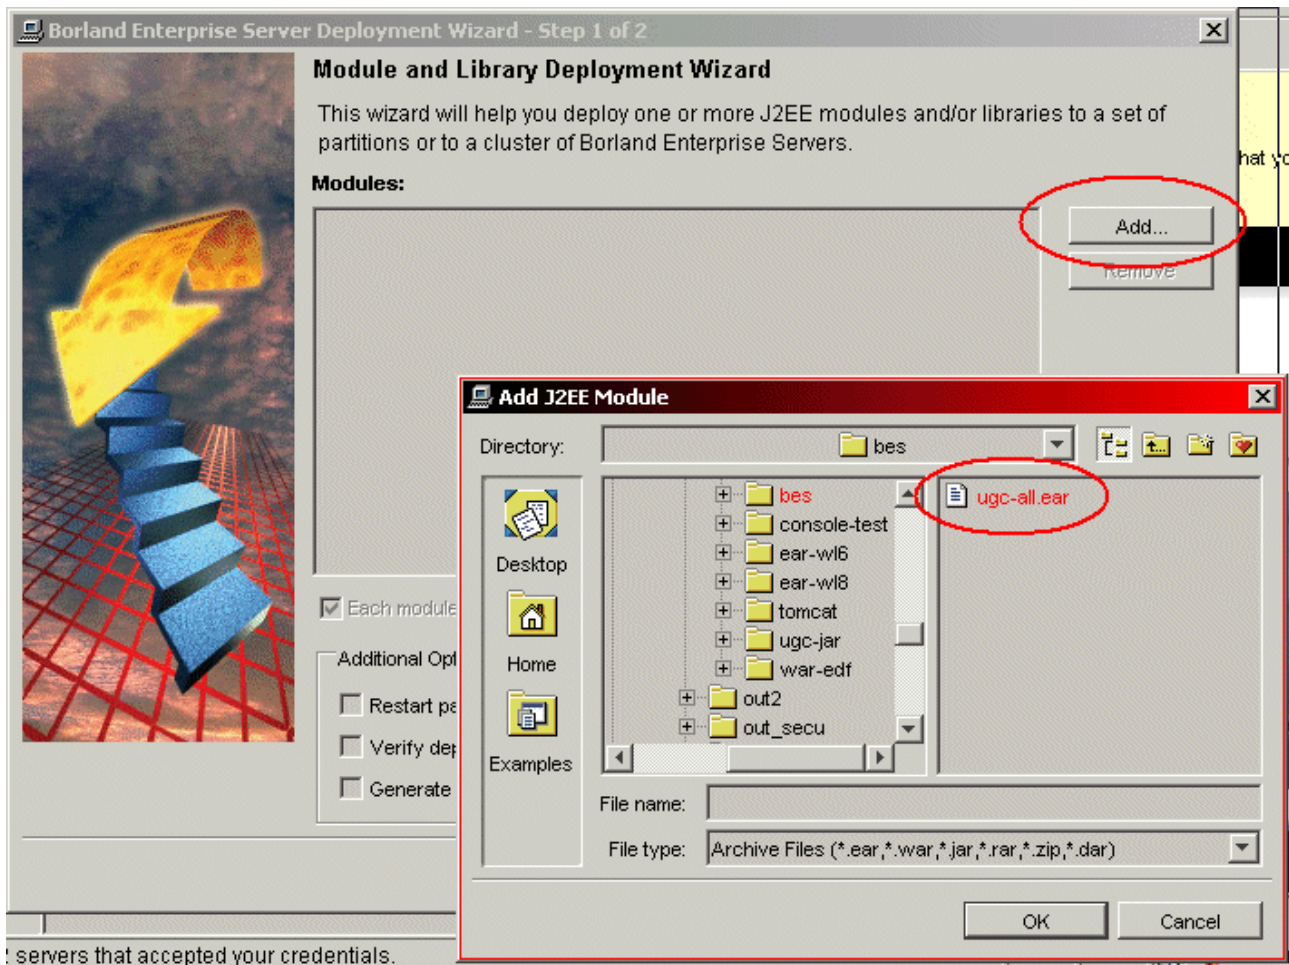 Borland Enterprise Server Deployment Wizard - Step 1 of 2
Module and Library Deployment Wizard
This wizard will help you deploy one or more J2EE modules and/or libraries to a set of
partitions or to a cluster of Borland Enterprise Servers.
hat yo
Modules:
Add...
Remove
Add J2EE Module
Directory:
bes
bes
ugc-all.ear
console-test
ear-wl6
Desktop
ear-wl8
Each module
tomcat
ugc-jar
Additional Opt
Home
war-edf
Restart pa
out2
out_secu
Verify dep
Examples
Generate
File name:
File type:
Archive Files (*.ear,*.war,*.jar,*.rar,*.zip,*.dar)
OK
Cancel
servers that accepted your credentials.